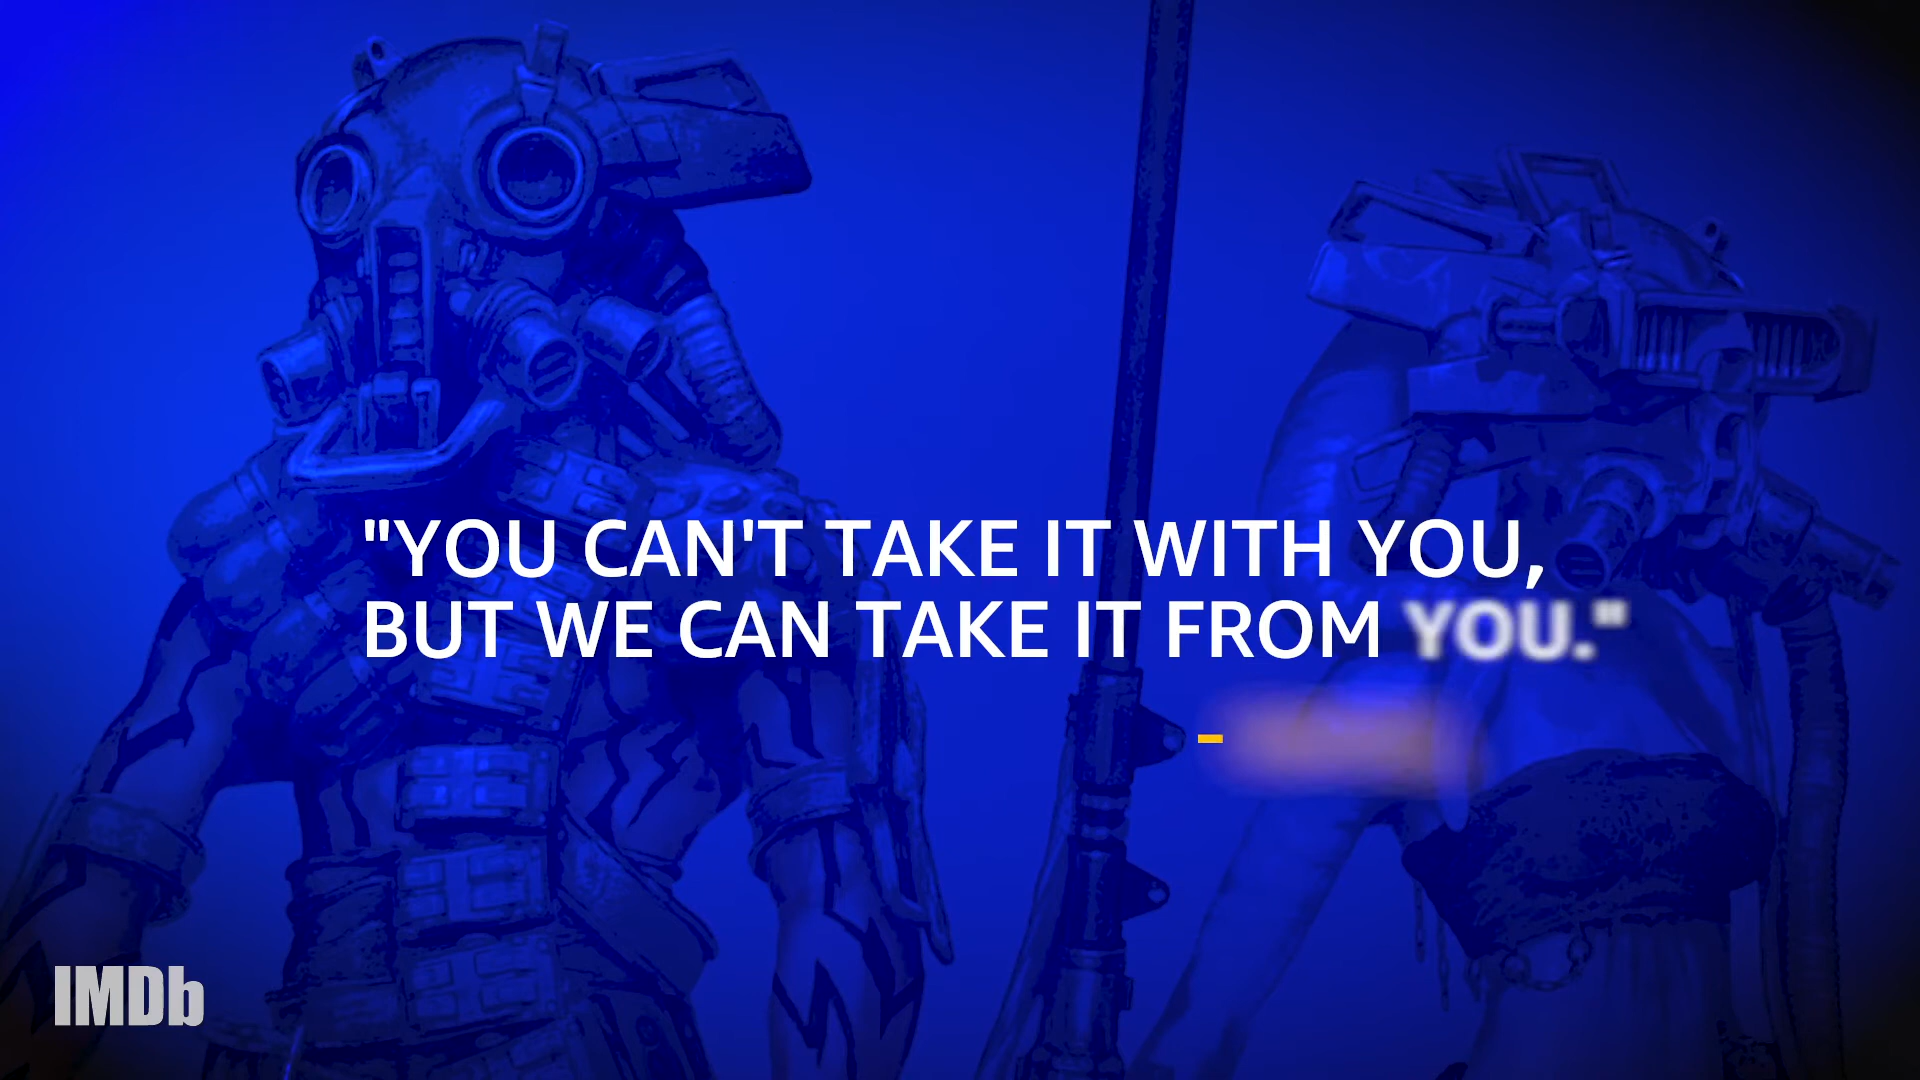 "YOU CAN'T TAKE IT WITH YOU,
BUT WE CAN TAKE IT FROM YOU."
-
IMDb